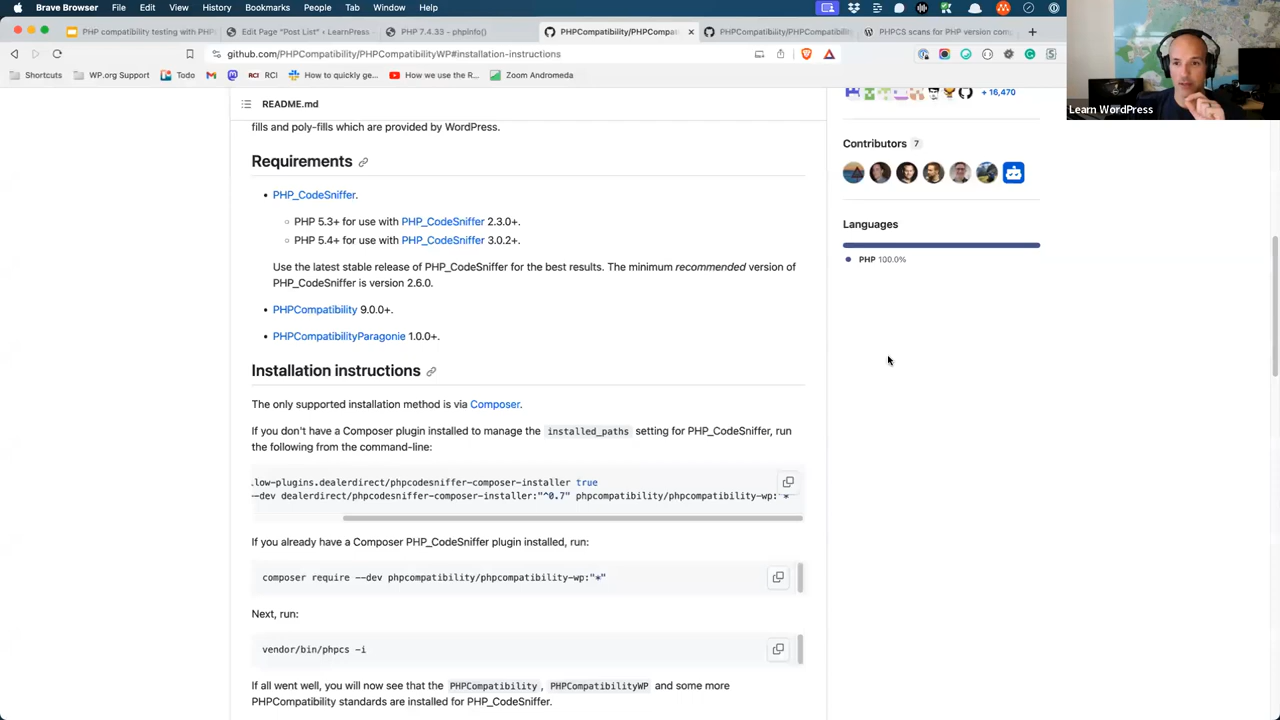 Brave Browser File Edit View History Bookmarks People Tab Window Help
PHP compatibility testing with PHP
Edit Page "Post List" ‹ LearnPress
PHP 7.4.33 - phpinfo()
PHPCompatibility/PHPCompat
PHPCompatibility/PHPCompatibili
PHPCS scans for PHP version com
github.com/PHPCompatibility/PHPCompatibilityWP#installation-instructions
Shortcuts WP.org Support Todo RCI RCI How to quickly ge... How we use the R... Zoom Andromeda
Learn WordPress
README.md
fills and poly-fills which are provided by WordPress.
Requirements
• PHP_CodeSniffer.
◦ PHP 5.3+ for use with PHP_CodeSniffer 2.3.0+.
◦ PHP 5.4+ for use with PHP_CodeSniffer 3.0.2+.
Use the latest stable release of PHP_CodeSniffer for the best results. The minimum recommended version of
PHP_CodeSniffer is version 2.6.0.
• PHPCompatibility 9.0.0+.
• PHPCompatibilityParagonie 1.0.0+.
Installation instructions
The only supported installation method is via Composer.
If you don't have a Composer plugin installed to manage the installed_paths setting for PHP_CodeSniffer, run
the following from the command-line:
.low-plugins.dealerdirect/phpcodesniffer-composer-installer true
--dev dealerdirect/phpcodesniffer-composer-installer:"^0.7" phpcompatibility/phpcompatibility-wp:"*
If you already have a Composer PHP_CodeSniffer plugin installed, run:
composer require --dev phpcompatibility/phpcompatibility-wp:"*"
Next, run:
vendor/bin/phpcs -i
If all went well, you will now see that the PHPCompatibility, PHPCompatibilityWP and some more
PHPCompatibility standards are installed for PHP_CodeSniffer.
+ 16,470
Contributors 7
Languages
PHP 100.0%